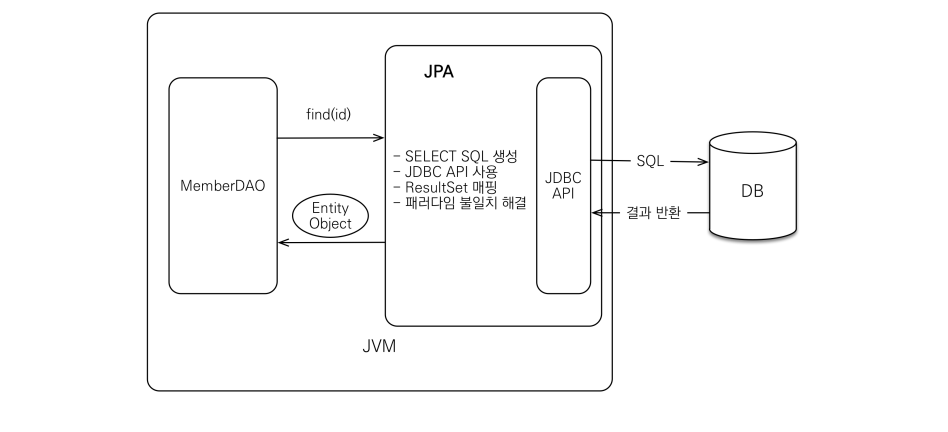 JPA
find(id)
- SELECT SQL 생성
- JDBC API 사용
- ResultSet 매핑
- 패러다임 불일치 해결
MemberDAO
Entity
Object
JDBC
API
SQL
결과 반환
DB
JVM